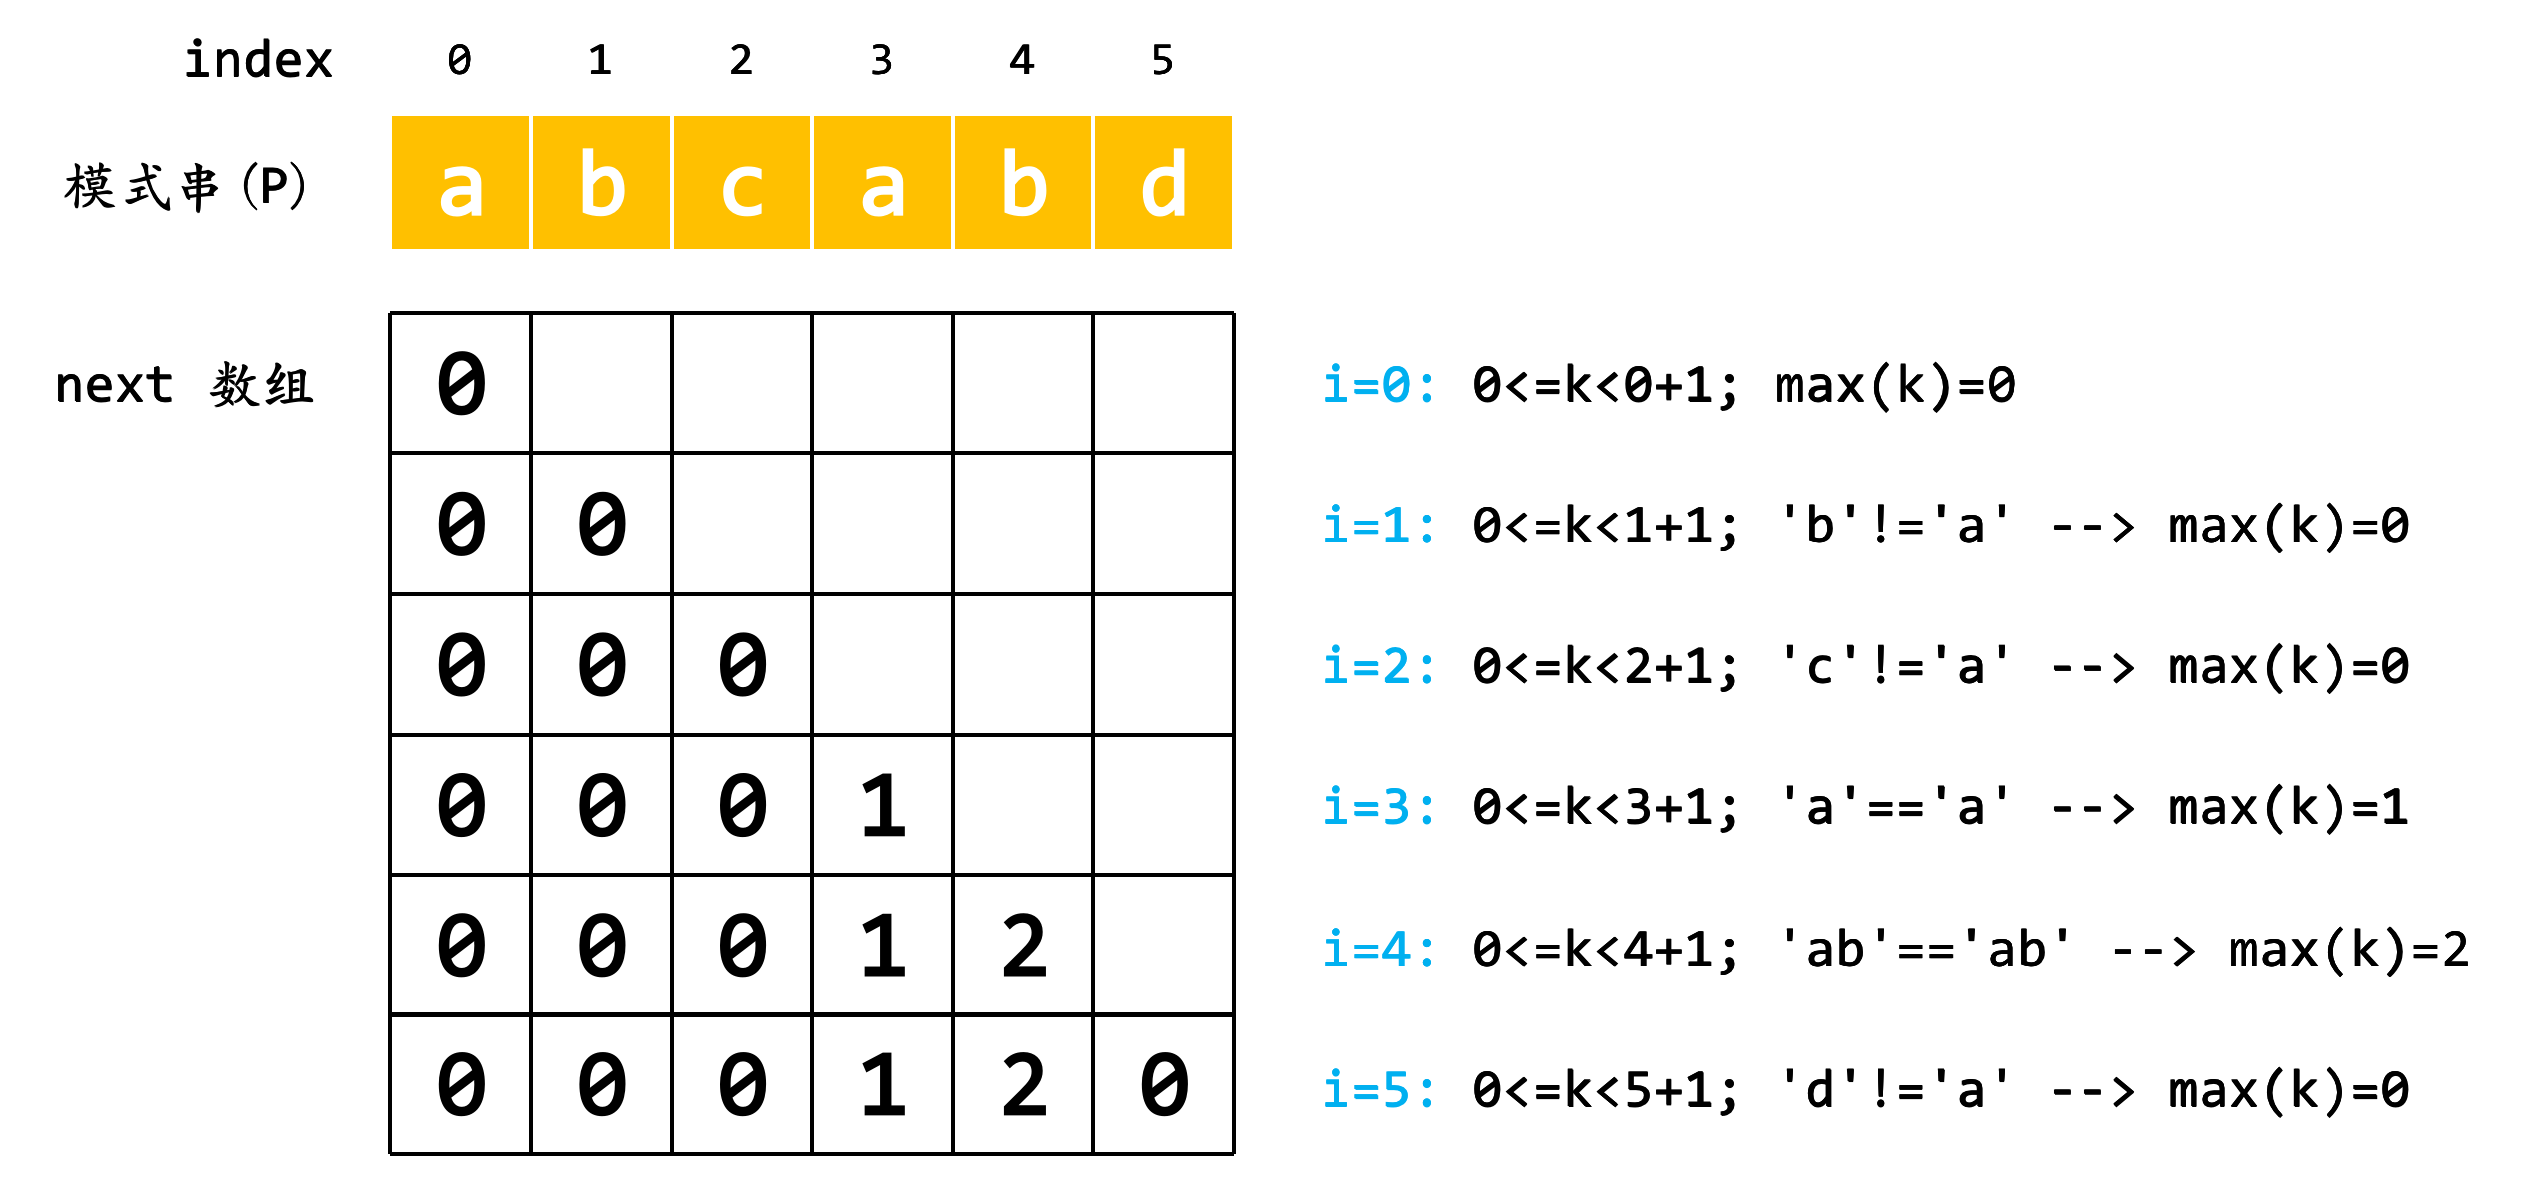 index 0 1 2 3 4 5
模式串(P) a b c a b d
next 数组 0 i=0: 0<=k<0+1; max(k)=0
0 0 i=1: 0<=k<1+1; 'b'!='a' --> max(k)=0
0 0 0 i=2: 0<=k<2+1; 'c'!='a' --> max(k)=0
0 0 0 1 i=3: 0<=k<3+1; 'a'=='a' --> max(k)=1
0 0 0 1 2 i=4: 0<=k<4+1; 'ab'=='ab' --> max(k)=2
0 0 0 1 2 0 i=5: 0<=k<5+1; 'd'!='a' --> max(k)=0